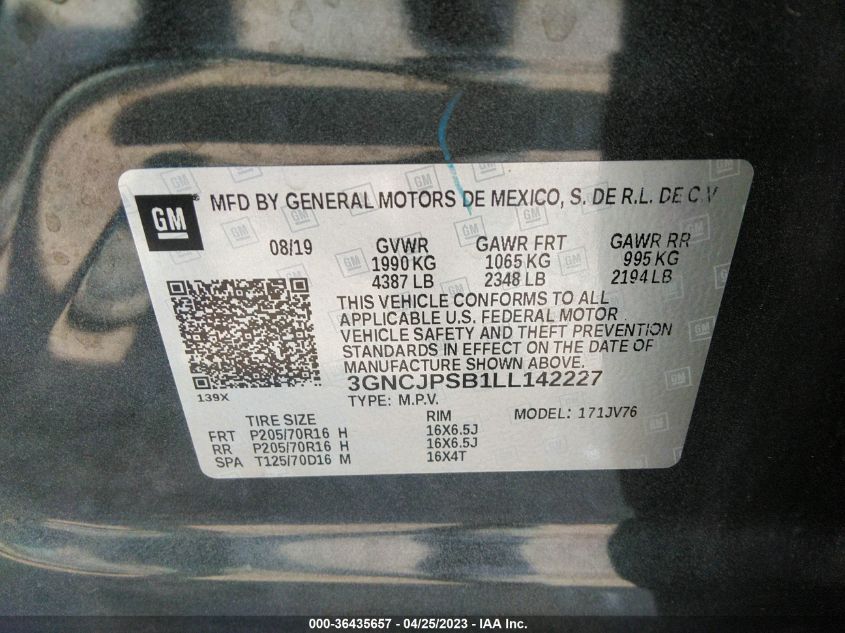 GM ® MFD BY GENERAL MOTORS DE MEXICO, S. DE R.L. DE C.V
08/19 GVWR GAWR FRT GAWR RR
1990 KG 1065 KG 995 KG
4387 LB 2348 LB 2194 LB
THIS VEHICLE CONFORMS TO ALL
APPLICABLE U.S. FEDERAL MOTOR
VEHICLE SAFETY AND THEFT PREVENTION
STANDARDS IN EFFECT ON THE DATE OF
MANUFACTURE SHOWN ABOVE.
3GNCJPSB1LL142227
139X TYPE: M.P.V. MODEL: 171JV76
TIRE SIZE RIM
FRT P205/70R16 H 16X6.5J
RR P205/70R16 H 16X6.5J
SPA T125/70D16 M 16X4T
000-36435657 - 04/25/2023 - IAA Inc.